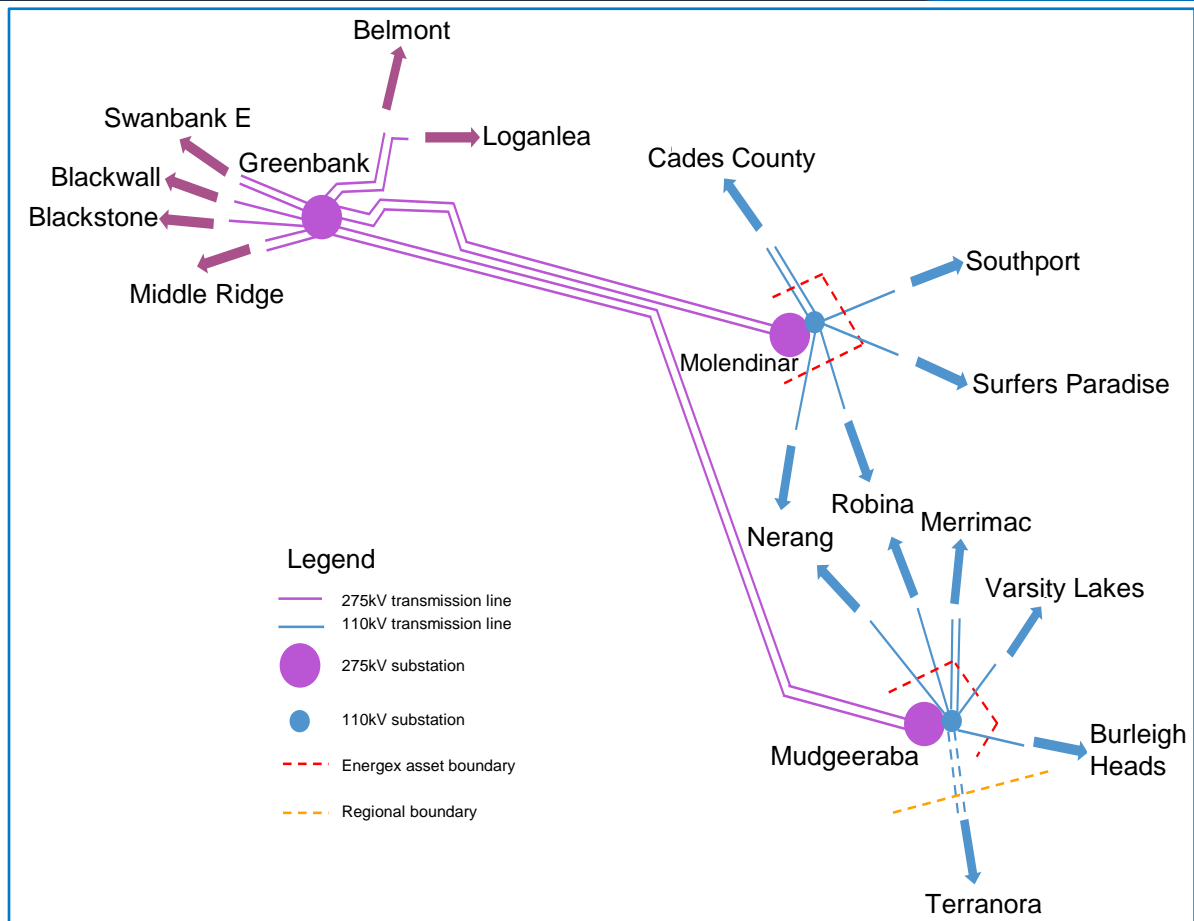 Belmont
Swanbank E
Greenbank
Loganlea
Cades County
Blackwall
Blackstone
Southport
Middle Ridge
Molendinar
Surfers Paradise
Robina
Merrimac
Nerang
Varsity Lakes
Legend
275kV transmission line
110kV transmission line
275kV substation
110kV substation
Energex asset boundary
Regional boundary
Mudgeeraba
Burleigh
Heads
Terranora